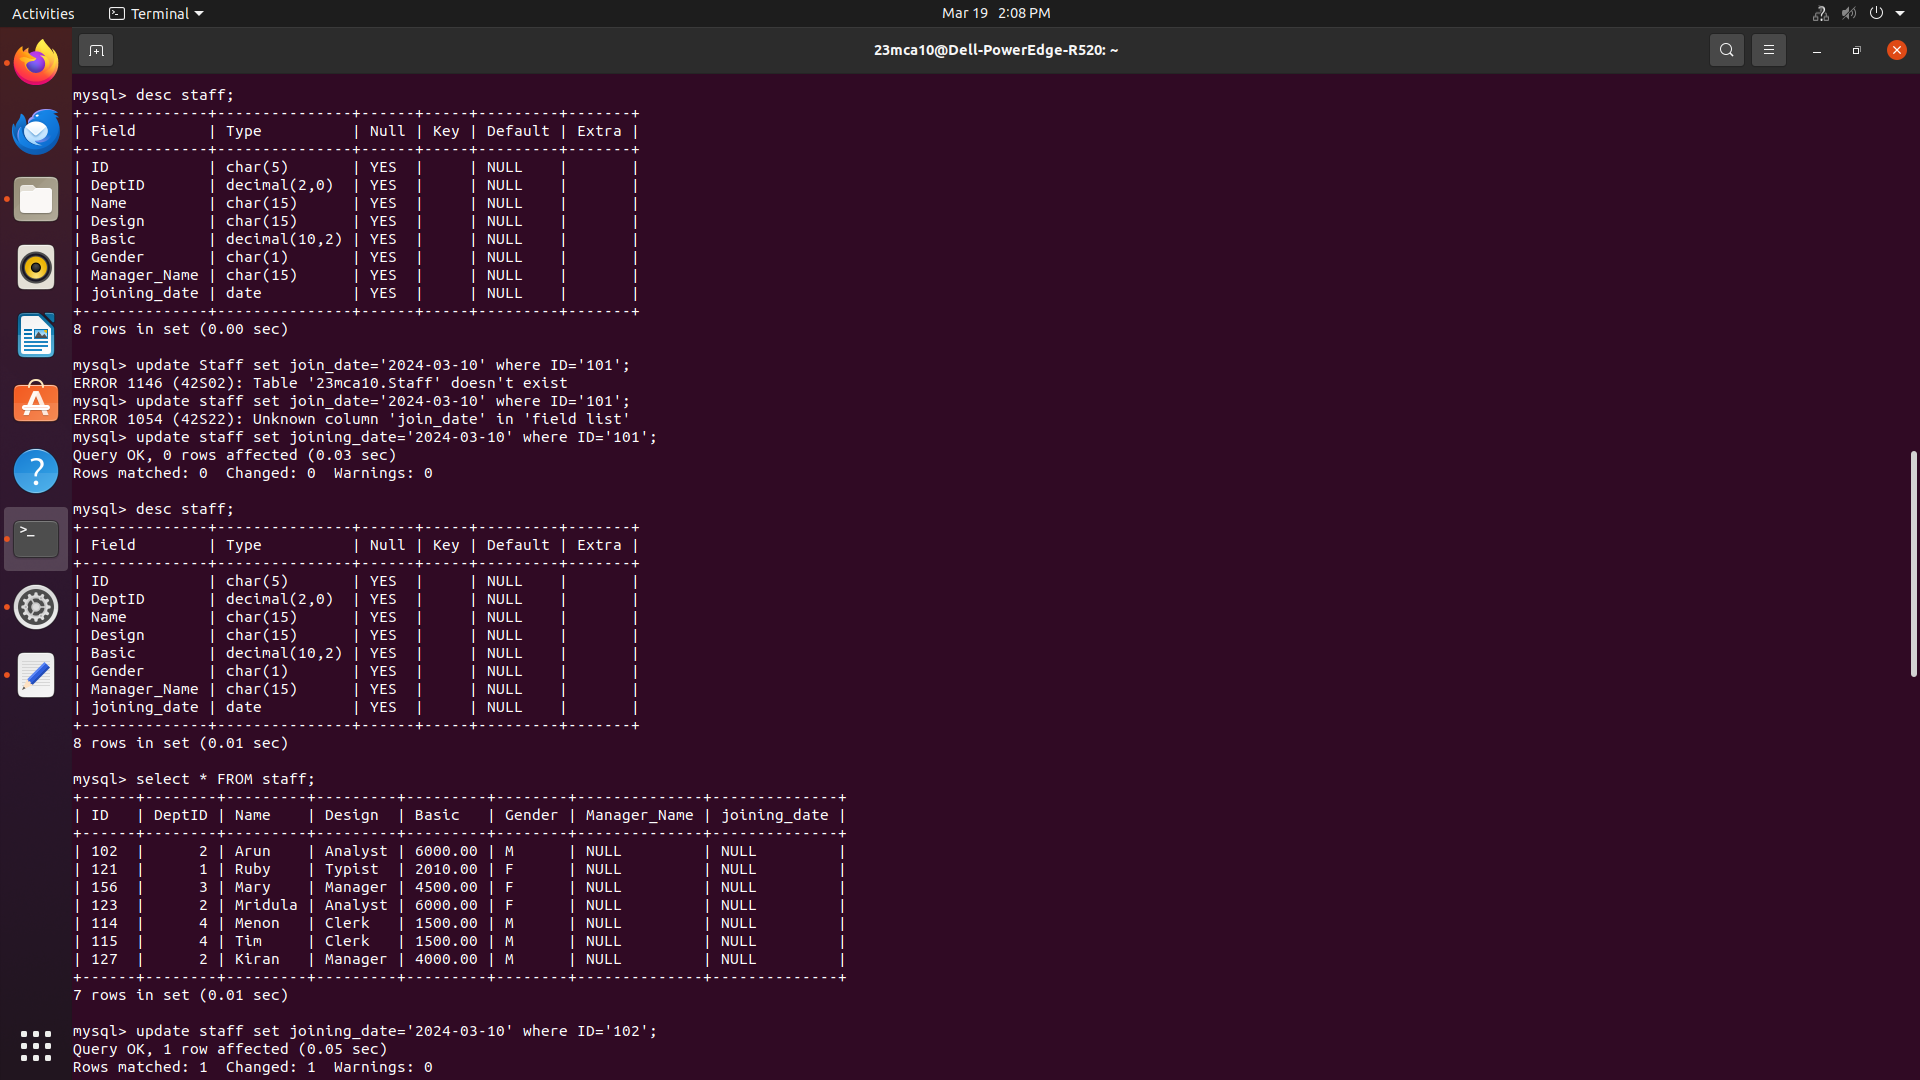 Activities
Terminal
Mar 19 2:08 PM
23mca10@Dell-PowerEdge-R520: ~
mysql> desc staff;
+--------------+---------------+------+-----+---------+-------+
| Field        | Type          | Null | Key | Default | Extra |
+--------------+---------------+------+-----+---------+-------+
| ID           | char(5)       | YES  |     | NULL    |       |
| DeptID       | decimal(2,0)  | YES  |     | NULL    |       |
| Name         | char(15)      | YES  |     | NULL    |       |
| Design       | char(15)      | YES  |     | NULL    |       |
| Basic        | decimal(10,2) | YES  |     | NULL    |       |
| Gender       | char(1)       | YES  |     | NULL    |       |
| Manager_Name | char(15)      | YES  |     | NULL    |       |
| joining_date | date          | YES  |     | NULL    |       |
+--------------+---------------+------+-----+---------+-------+
8 rows in set (0.00 sec)
mysql> update Staff set join_date='2024-03-10' where ID='101';
ERROR 1146 (42S02): Table '23mca10.Staff' doesn't exist
mysql> update staff set join_date='2024-03-10' where ID='101';
ERROR 1054 (42S22): Unknown column 'join_date' in 'field list'
mysql> update staff set joining_date='2024-03-10' where ID='101';
Query OK, 0 rows affected (0.03 sec)
Rows matched: 0  Changed: 0  Warnings: 0
mysql> desc staff;
+--------------+---------------+------+-----+---------+-------+
| Field        | Type          | Null | Key | Default | Extra |
+--------------+---------------+------+-----+---------+-------+
| ID           | char(5)       | YES  |     | NULL    |       |
| DeptID       | decimal(2,0)  | YES  |     | NULL    |       |
| Name         | char(15)      | YES  |     | NULL    |       |
| Design       | char(15)      | YES  |     | NULL    |       |
| Basic        | decimal(10,2) | YES  |     | NULL    |       |
| Gender       | char(1)       | YES  |     | NULL    |       |
| Manager_Name | char(15)      | YES  |     | NULL    |       |
| joining_date | date          | YES  |     | NULL    |       |
+--------------+---------------+------+-----+---------+-------+
8 rows in set (0.01 sec)
mysql> select * FROM staff;
+------+--------+---------+---------+---------+--------+--------------+--------------+
| ID   | DeptID | Name    | Design  | Basic   | Gender | Manager_Name | joining_date |
+------+--------+---------+---------+---------+--------+--------------+--------------+
| 102  |      2 | Arun    | Analyst | 6000.00 | M      | NULL         | NULL         |
| 121  |      1 | Ruby    | Typist  | 2010.00 | F      | NULL         | NULL         |
| 156  |      3 | Mary    | Manager | 4500.00 | F      | NULL         | NULL         |
| 123  |      2 | Mridula | Analyst | 6000.00 | F      | NULL         | NULL         |
| 114  |      4 | Menon   | Clerk   | 1500.00 | M      | NULL         | NULL         |
| 115  |      4 | Tim     | Clerk   | 1500.00 | M      | NULL         | NULL         |
| 127  |      2 | Kiran   | Manager | 4000.00 | M      | NULL         | NULL         |
+------+--------+---------+---------+---------+--------+--------------+--------------+
7 rows in set (0.01 sec)
mysql> update staff set joining_date='2024-03-10' where ID='102';
Query OK, 1 row affected (0.05 sec)
Rows matched: 1  Changed: 1  Warnings: 0